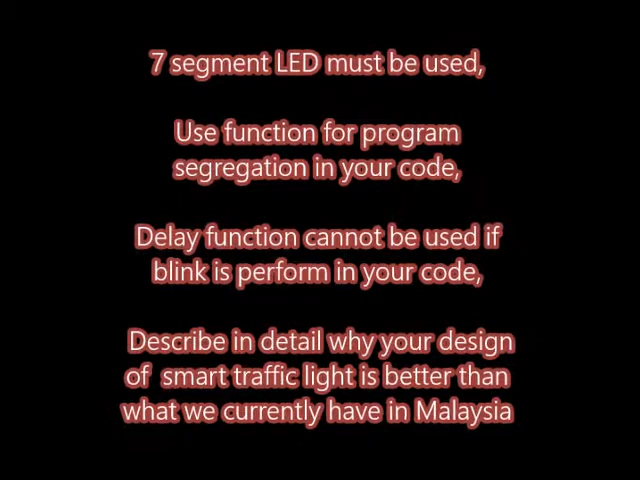 7 segment LED must be used,
Use function for program
segregation in your code,
Delay function cannot be used if
blink is perform in your code,
Describe in detail why your design
of smart traffic light is better than
what we currently have in Malaysia